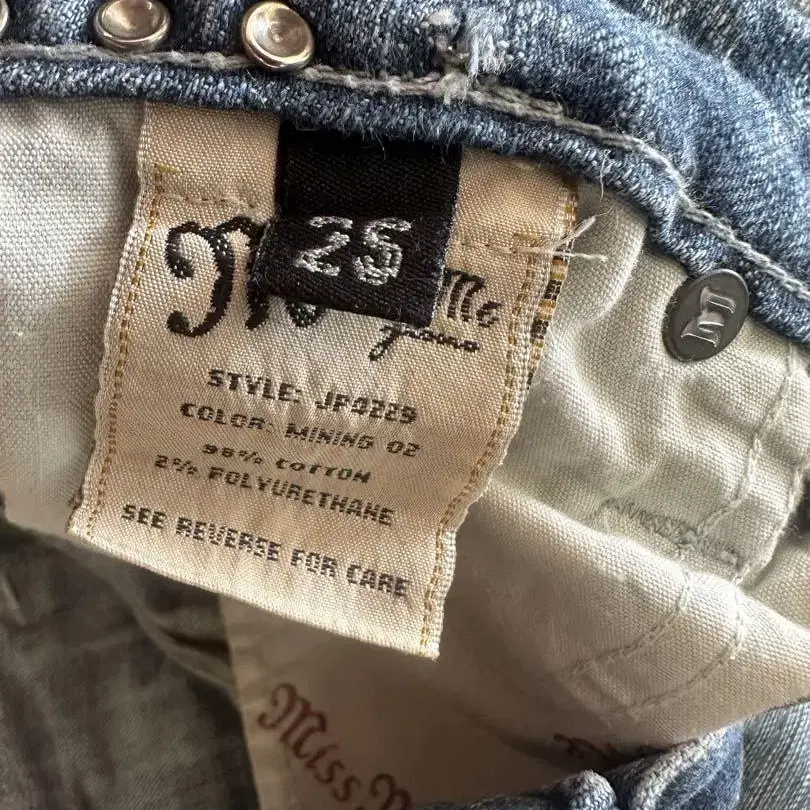 25
M Me
Jeans
STYLE: JP4229
COLOR: MINING 02
98% COTTON
2% POLYURETHANE
SEE REVERSE FOR CARE
M
Miss